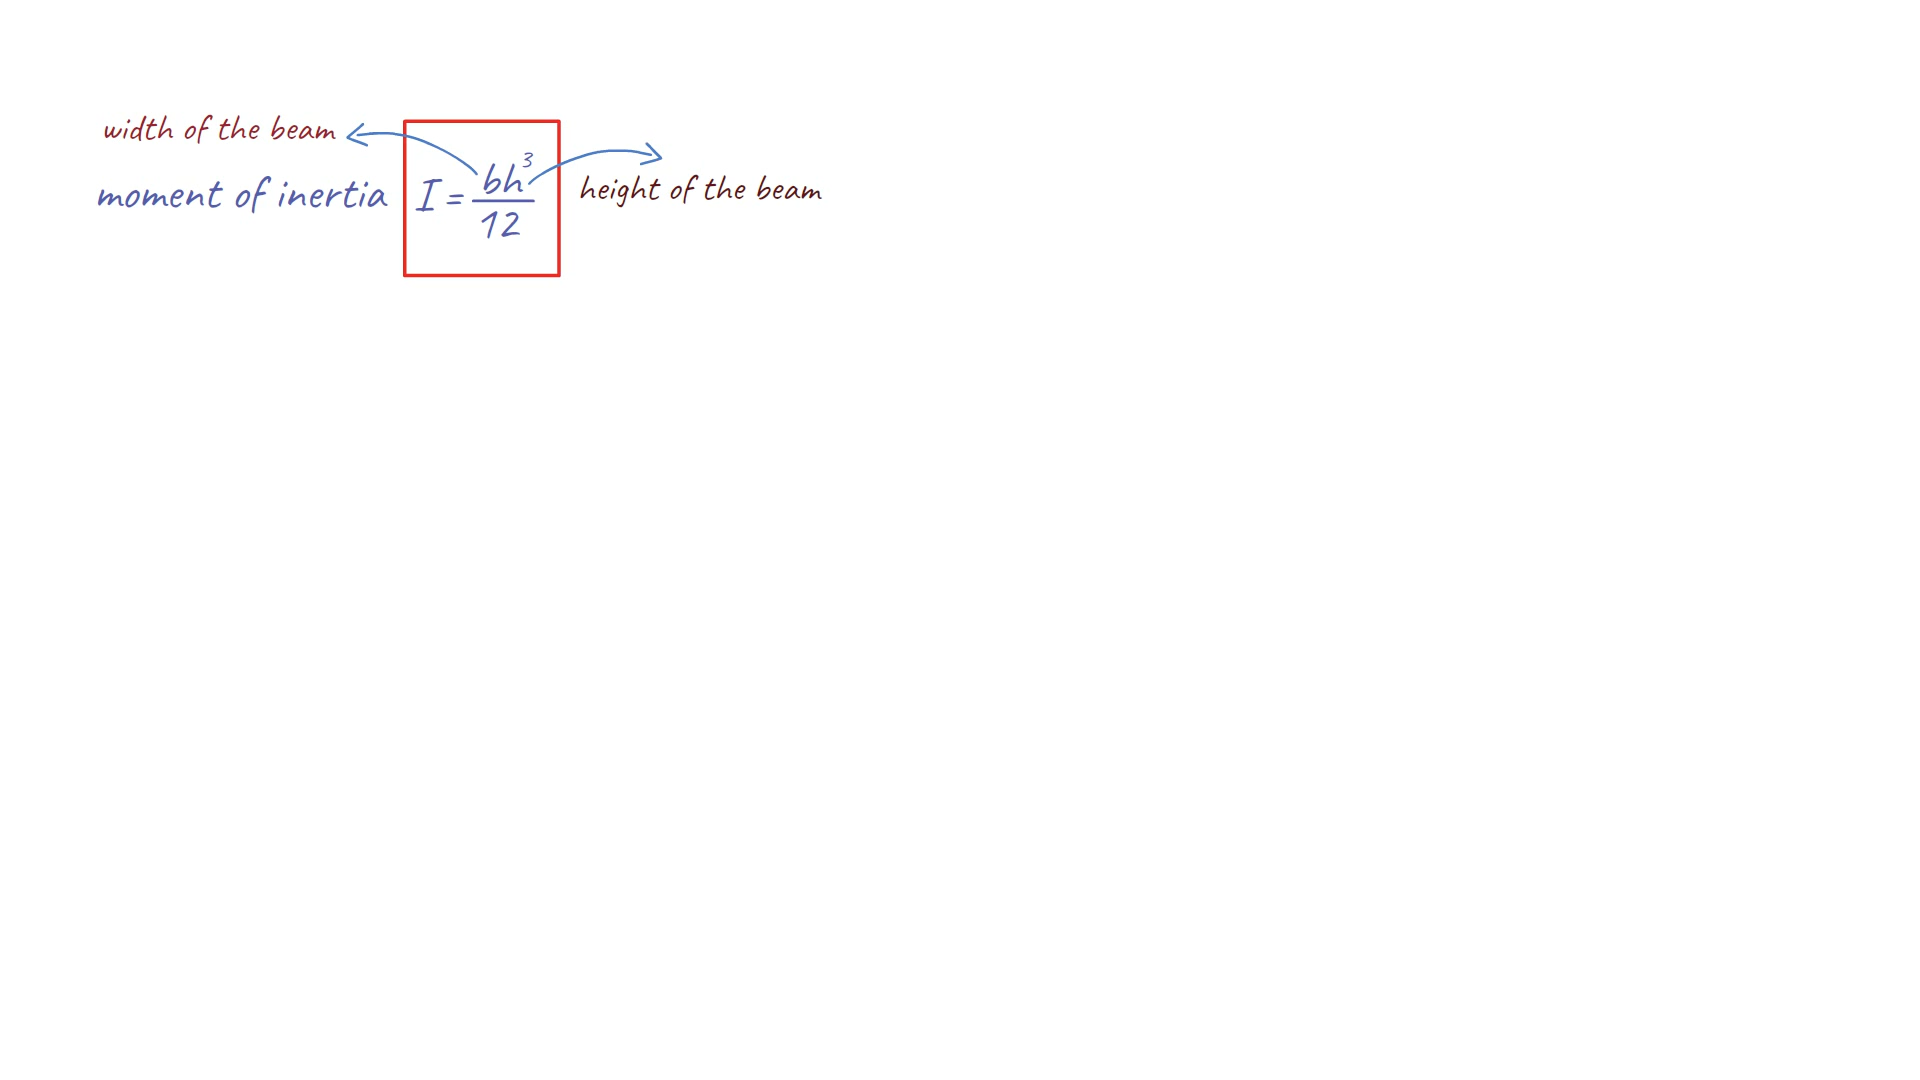 width of the beam
moment of inertia I = bh³/12
height of the beam